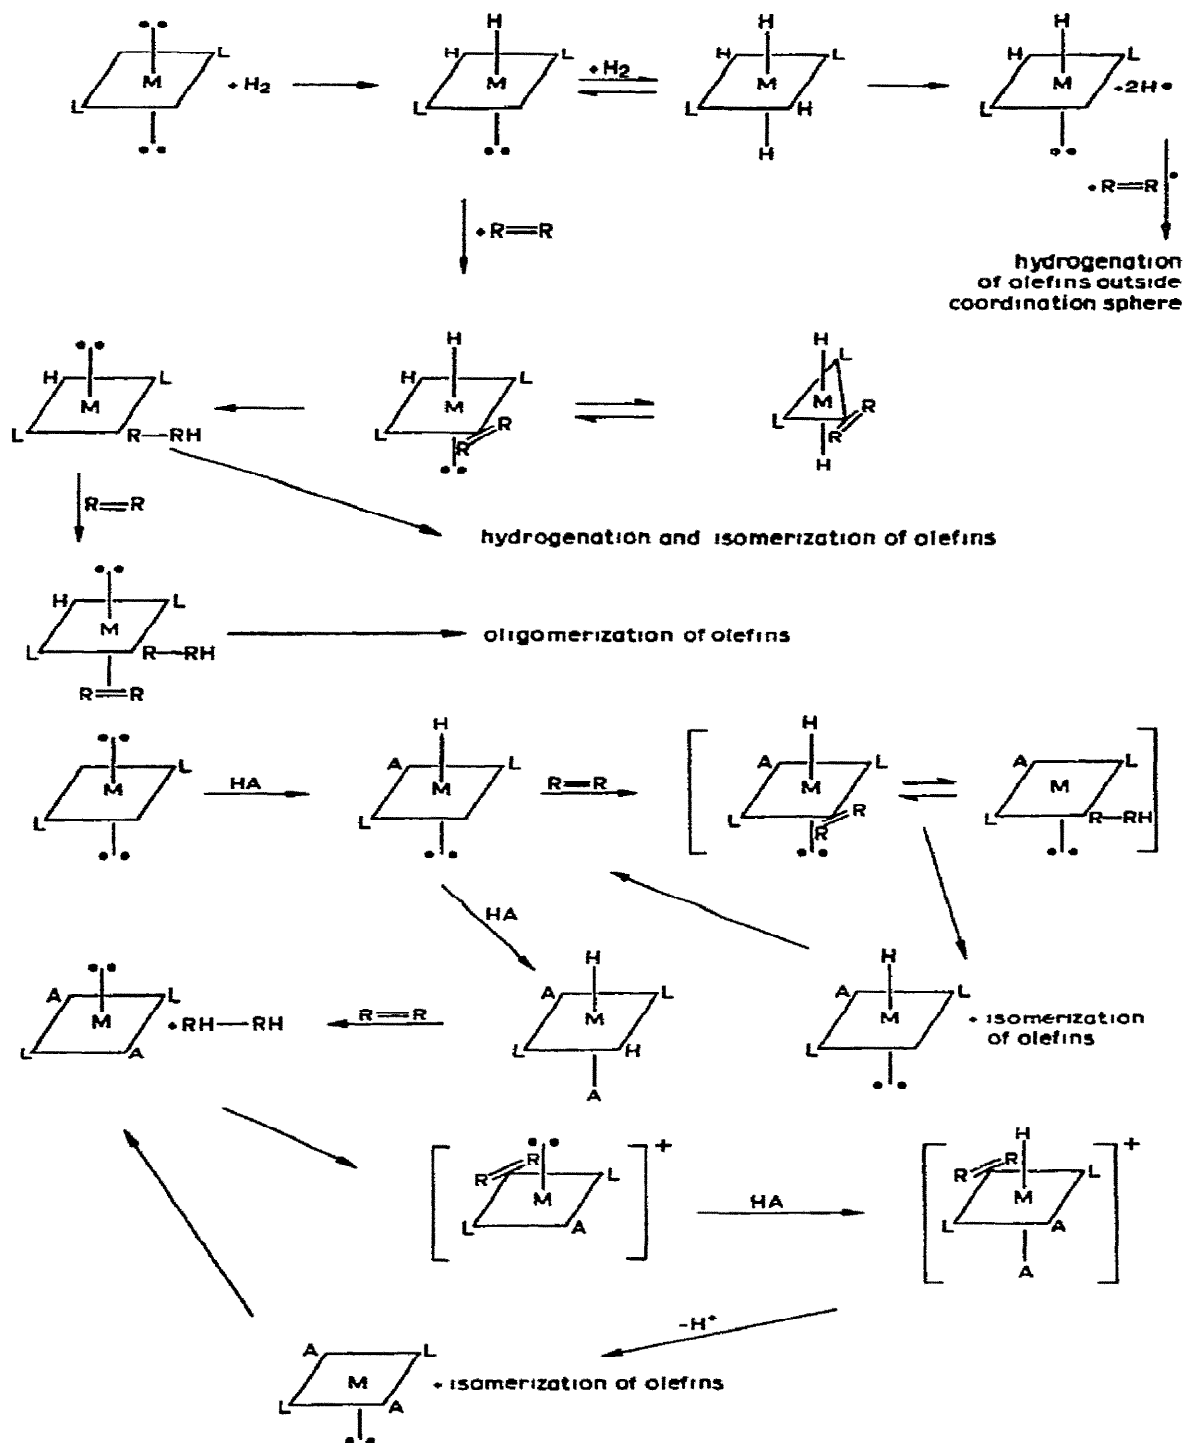 H H H
L H L H L H L
M + H₂ M + H₂ M M + 2H•
L L L H L
H
+ R=R + R=R
hydrogenation
of olefins outside
coordination sphere
H H
H L H L L
M M M R
L R—RH L R L R
R H
R=R
hydrogenation and isomerization of olefins
H L
M oligomerization of olefins
L R—RH
R=R
H H
L A L A L A L
M HA M R=R M M
L L L R R L R—RH
HA
H H
A L A L A L
M + RH—RH R=R M M + isomerization
of olefins
L A L H L
A
R + H +
R L R R L
M HA M
L A L A
A
-H⁺
A L
M + isomerization of olefins
L A